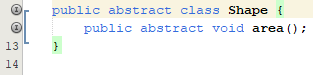 public abstract class Shape {
public abstract void area();
13 }
14